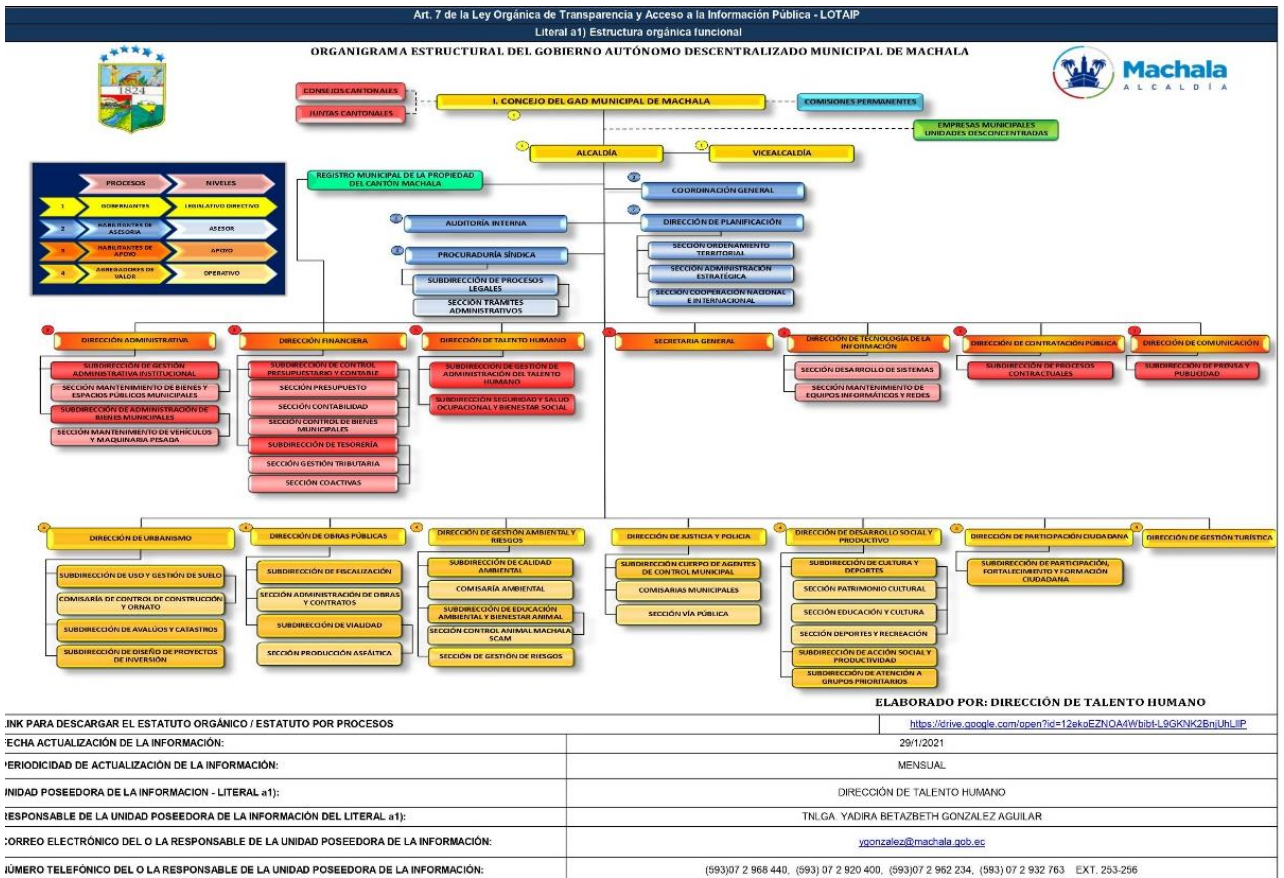 Art. 7 de la Ley Orgánica de Transparencia y Acceso a la Información Pública - LOTAIP
Literal a1) Estructura orgánica funcional
ORGANIGRAMA ESTRUCTURAL DEL GOBIERNO AUTÓNOMO DESCENTRALIZADO MUNICIPAL DE MACHALA
1824
Machala
ALCALDÍA
CONSEJOS CANTONALES
JUNTAS CANTONALES
I. CONCEJO DEL GAD MUNICIPAL DE MACHALA
COMISIONES PERMANENTES
EMPRESAS MUNICIPALES
UNIDADES DESCONCENTRADAS
ALCALDÍA
VICEALCALDÍA
PROCESOS
NIVELES
1
GOBERNANTES
LEGISLATIVO DIRECTIVO
2
HABILITANTES DE
ASESORIA
ASESOR
3
HABILITANTES DE
APOYO
APOYO
4
AGREGADORES DE
VALOR
OPERATIVO
REGISTRO MUNICIPAL DE LA PROPIEDAD
DEL CANTÓN MACHALA
COORDINACIÓN GENERAL
AUDITORÍA INTERNA
DIRECCIÓN DE PLANIFICACIÓN
PROCURADURÍA SÍNDICA
SECCIÓN ORDENAMIENTO
TERRITORIAL
SUBDIRECCIÓN DE PROCESOS
LEGALES
SECCIÓN ADMINISTRACIÓN
ESTRATÉGICA
SECCIÓN TRÁMITES
ADMINISTRATIVOS
SECCIÓN COOPERACIÓN NACIONAL
E INTERNACIONAL
DIRECCIÓN ADMINISTRATIVA
SUBDIRECCIÓN DE GESTIÓN
ADMINISTRATIVA INSTITUCIONAL
SECCIÓN MANTENIMIENTO DE BIENES Y
ESPACIOS PÚBLICOS MUNICIPALES
SUBDIRECCIÓN DE ADMINISTRACIÓN DE
BIENES MUNICIPALES
SECCIÓN MANTENIMIENTO DE VEHÍCULOS
Y MAQUINARIA PESADA
DIRECCIÓN FINANCIERA
SUBDIRECCIÓN DE CONTROL
PRESUPUESTARIO Y CONTABLE
SECCIÓN PRESUPUESTO
SECCIÓN CONTABILIDAD
SECCIÓN CONTROL DE BIENES
MUNICIPALES
SUBDIRECCIÓN DE TESORERÍA
SECCIÓN GESTIÓN TRIBUTARIA
SECCIÓN COACTIVAS
DIRECCIÓN DE TALENTO HUMANO
SUBDIRECCIÓN DE GESTIÓN DE
ADMINISTRACIÓN DEL TALENTO
HUMANO
SUBDIRECCIÓN SEGURIDAD Y SALUD
OCUPACIONAL Y BIENESTAR SOCIAL
SECRETARIA GENERAL
DIRECCIÓN DE TECNOLOGÍA DE LA
INFORMACIÓN
SECCIÓN DESARROLLO DE SISTEMAS
SECCIÓN MANTENIMIENTO DE
EQUIPOS INFORMÁTICOS Y REDES
DIRECCIÓN DE CONTRATACIÓN PÚBLICA
SUBDIRECCIÓN DE PROCESOS
CONTRACTUALES
DIRECCIÓN DE COMUNICACIÓN
SUBDIRECCIÓN DE PRENSA Y
PUBLICIDAD
DIRECCIÓN DE URBANISMO
SUBDIRECCIÓN DE USO Y GESTIÓN DE SUELO
COMISARÍA DE CONTROL DE CONSTRUCCIÓN
Y ORNATO
SUBDIRECCIÓN DE AVALÚOS Y CATASTROS
SUBDIRECCIÓN DE DISEÑO DE PROYECTOS
DE INVERSIÓN
DIRECCIÓN DE OBRAS PÚBLICAS
SUBDIRECCIÓN DE FISCALIZACIÓN
SECCIÓN ADMINISTRACIÓN DE OBRAS
Y CONTRATOS
SUBDIRECCIÓN DE VIALIDAD
SECCIÓN PRODUCCIÓN ASFÁLTICA
DIRECCIÓN DE GESTIÓN AMBIENTAL Y
RIESGOS
SUBDIRECCIÓN DE CALIDAD
AMBIENTAL
COMISARÍA AMBIENTAL
SUBDIRECCIÓN DE EDUCACIÓN
AMBIENTAL Y BIENESTAR ANIMAL
SECCIÓN CONTROL ANIMAL MACHALA
SCAM
SECCIÓN DE GESTIÓN DE RIESGOS
DIRECCIÓN DE JUSTICIA Y POLICIA
SUBDIRECCIÓN CUERPO DE AGENTES
DE CONTROL MUNICIPAL
COMISARIAS MUNICIPALES
SECCIÓN VÍA PÚBLICA
DIRECCIÓN DE DESARROLLO SOCIAL Y
PRODUCTIVO
SUBDIRECCIÓN DE CULTURA Y
DEPORTES
SECCIÓN PATRIMONIO CULTURAL
SECCIÓN EDUCACIÓN Y CULTURA
SECCIÓN DEPORTES Y RECREACIÓN
SUBDIRECCIÓN DE ACCIÓN SOCIAL Y
PRODUCTIVIDAD
SUBDIRECCIÓN DE ATENCIÓN A
GRUPOS PRIORITARIOS
DIRECCIÓN DE PARTICIPACIÓN CIUDADANA
SUBDIRECCIÓN DE PARTICIPACIÓN,
FORTALECIMIENTO Y FORMACIÓN
CIUDADANA
DIRECCIÓN DE GESTIÓN TURÍSTICA
ELABORADO POR: DIRECCIÓN DE TALENTO HUMANO
LINK PARA DESCARGAR EL ESTATUTO ORGÁNICO / ESTATUTO POR PROCESOS
https://drive.google.com/open?id=12ekoEZNOA4Wbibt-L9GKNK2BnjUhLIlP
FECHA ACTUALIZACIÓN DE LA INFORMACIÓN:
29/1/2021
PERIODICIDAD DE ACTUALIZACIÓN DE LA INFORMACIÓN:
MENSUAL
UNIDAD POSEEDORA DE LA INFORMACION - LITERAL a1):
DIRECCIÓN DE TALENTO HUMANO
RESPONSABLE DE LA UNIDAD POSEEDORA DE LA INFORMACIÓN DEL LITERAL a1):
TNLGA. YADIRA BETAZBETH GONZALEZ AGUILAR
CORREO ELECTRÓNICO DEL O LA RESPONSABLE DE LA UNIDAD POSEEDORA DE LA INFORMACIÓN:
ygonzalez@machala.gob.ec
NÚMERO TELEFÓNICO DEL O LA RESPONSABLE DE LA UNIDAD POSEEDORA DE LA INFORMACIÓN:
(593)07 2 968 440, (593) 07 2 920 400, (593)07 2 962 234, (593) 07 2 932 763 EXT. 253-256